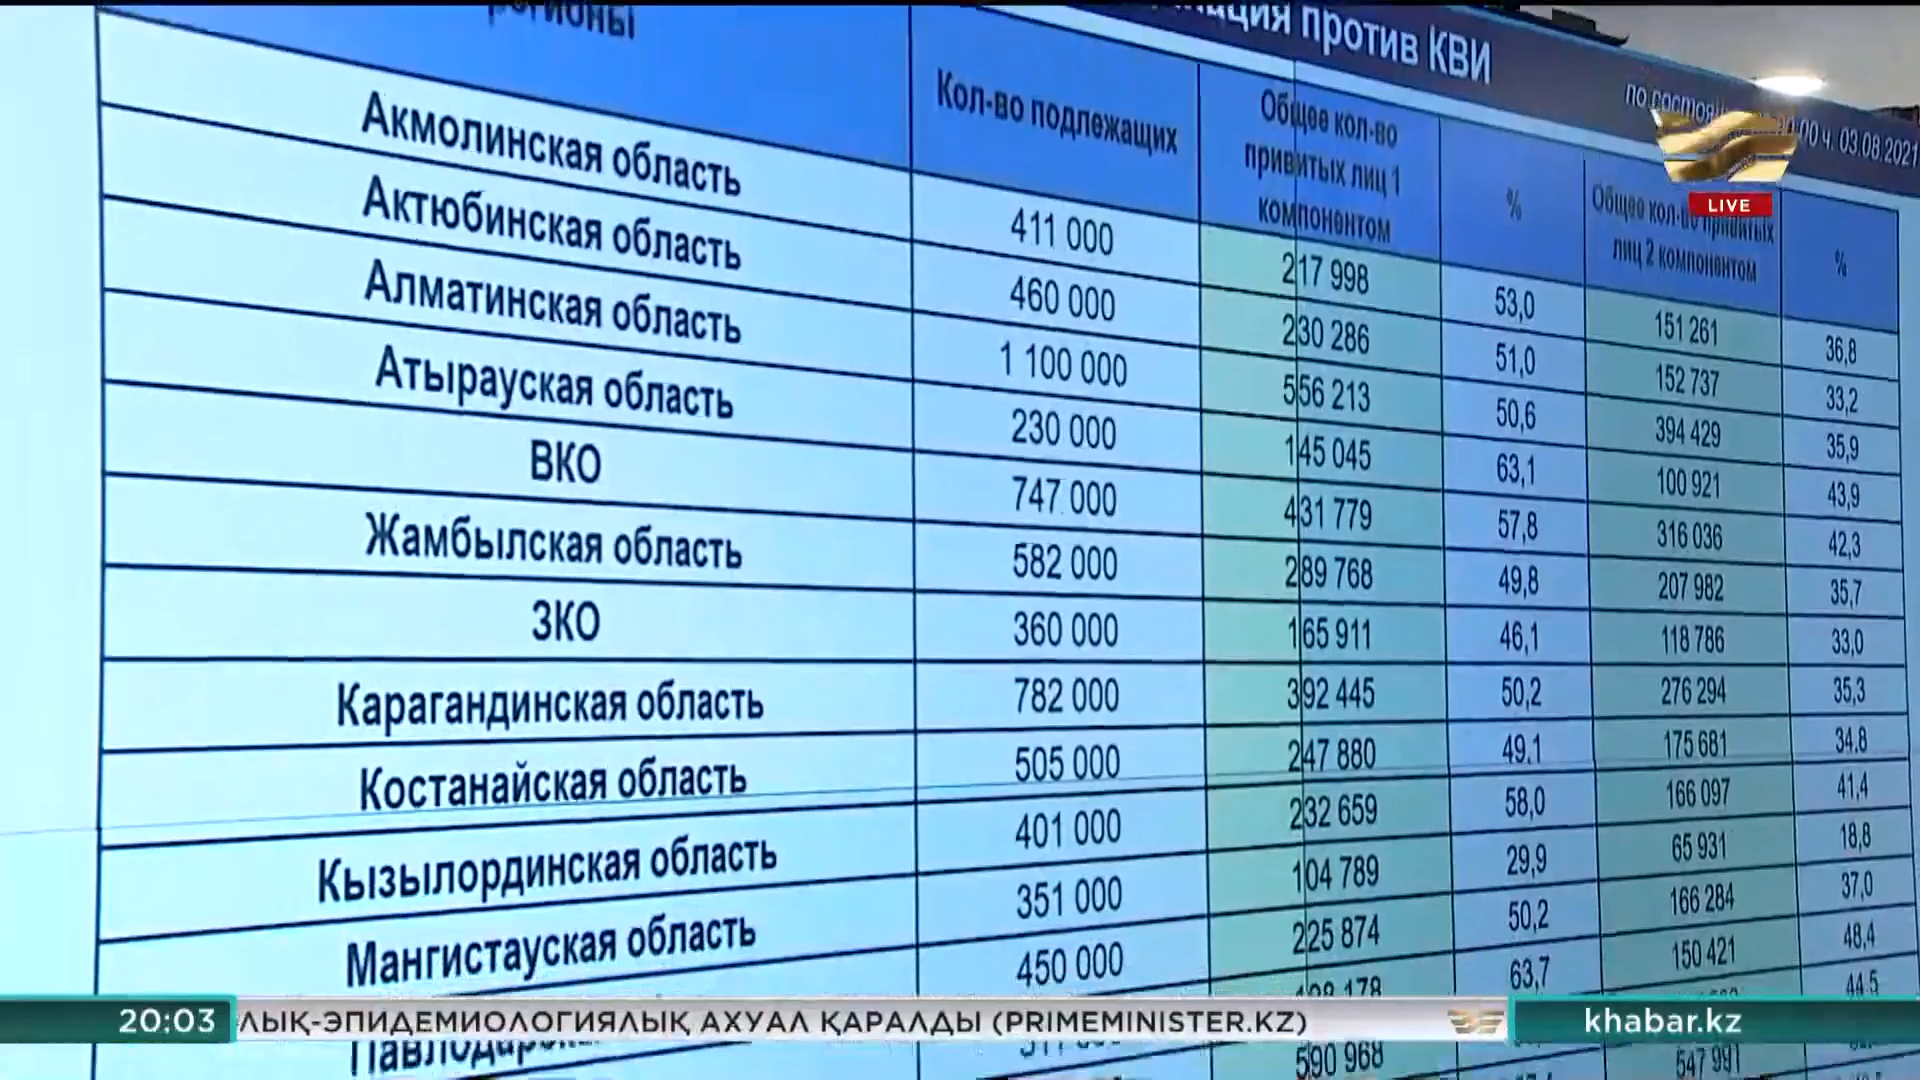 против КВИ
03.08.2021
LIVE
регионы
Кол-во подлежащих
Общее кол-во
привитых лиц 1
компонентом
%
Общее кол-во привитых
лиц 2 компонентом
%
Акмолинская область 411 000 217 998 53,0 151 261 36,8
Актюбинская область 460 000 230 286 51,0 152 737 33,2
Алматинская область 1 100 000 556 213 50,6 394 429 35,9
Атырауская область 230 000 145 045 63,1 100 921 43,9
ВКО 747 000 431 779 57,8 316 036 42,3
Жамбылская область 582 000 289 768 49,8 207 982 35,7
ЗКО 360 000 165 911 46,1 118 786 33,0
Карагандинская область 782 000 392 445 50,2 276 294 35,3
Костанайская область 505 000 247 880 49,1 175 681 34,8
Кызылординская область 401 000 232 659 58,0 166 097 41,4
Мангистауская область 351 000 104 789 29,9 65 931 18,8
450 000 225 874 50,2 166 284 37,0
63,7 150 421 48,4
44,5
590 968 547 991
20:03 ЛЫҚ-ЭПИДЕМИОЛОГИЯЛЫҚ АХУАЛ ҚАРАЛДЫ (PRIMEMINISTER.KZ) khabar.kz